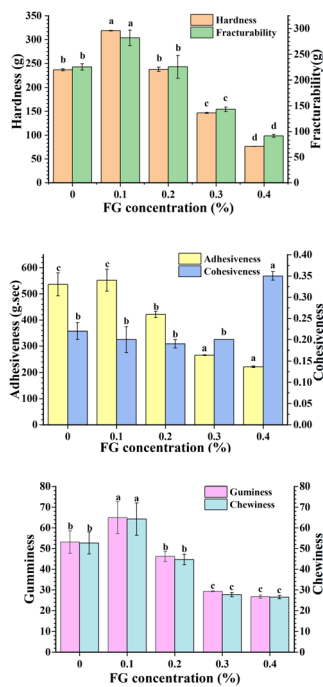 Hardness
Fracturability
350
300
250
200
150
100
50
0
Hardness (g)
300
250
200
150
100
50
0
Fracturability(g)
b b
a a
b b
c c
d d
0 0.1 0.2 0.3 0.4
FG concentration (%)
Adhesiveness
Cohesiveness
600
500
400
300
200
100
0
Adhesiveness (g.sec)
0.40
0.35
0.30
0.25
0.20
0.15
0.10
0.05
0.00
Cohesiveness
c b
c b
b b
a b
a a
0 0.1 0.2 0.3 0.4
FG concentration (%)
Guminess
Chewiness
80
70
60
50
40
30
20
10
0
Gumminess
80
70
60
50
40
30
20
10
0
Chewiness
b b
a a
b b
c c
c c
0 0.1 0.2 0.3 0.4
FG concentration (%)